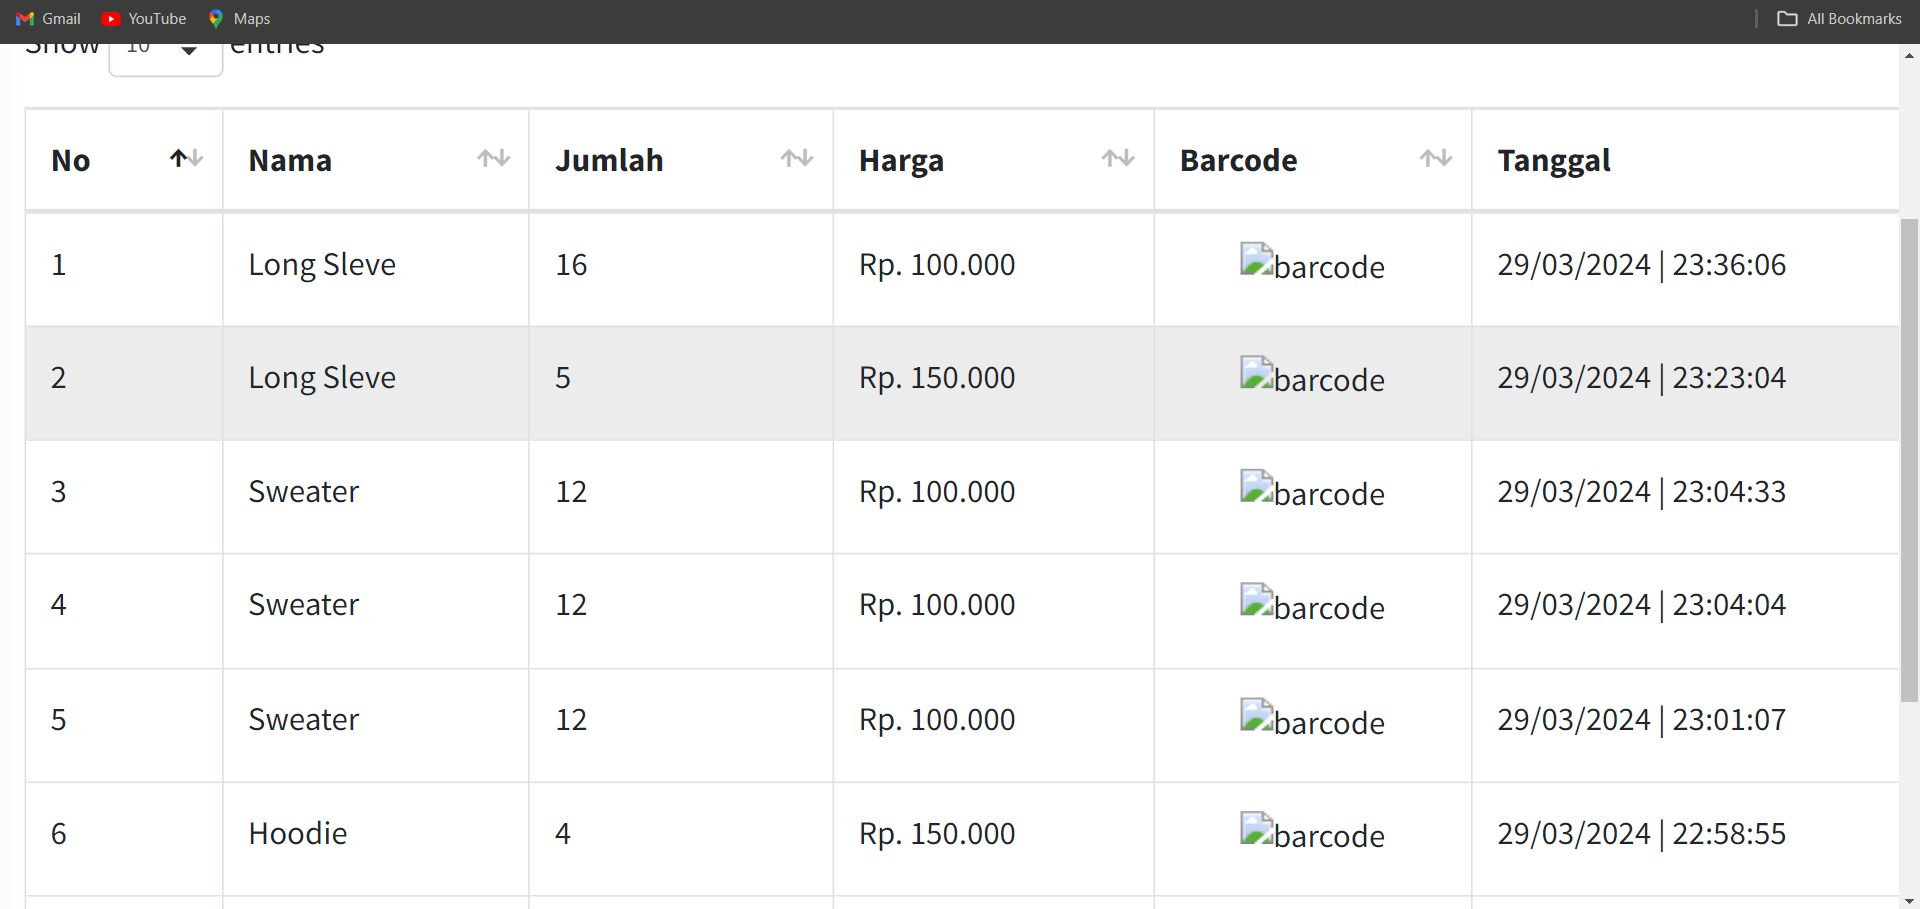 Gmail YouTube Maps All Bookmarks
Show 10 entries
No Nama Jumlah Harga Barcode Tanggal
1 Long Sleve 16 Rp. 100.000 barcode 29/03/2024 | 23:36:06
2 Long Sleve 5 Rp. 150.000 barcode 29/03/2024 | 23:23:04
3 Sweater 12 Rp. 100.000 barcode 29/03/2024 | 23:04:33
4 Sweater 12 Rp. 100.000 barcode 29/03/2024 | 23:04:04
5 Sweater 12 Rp. 100.000 barcode 29/03/2024 | 23:01:07
6 Hoodie 4 Rp. 150.000 barcode 29/03/2024 | 22:58:55